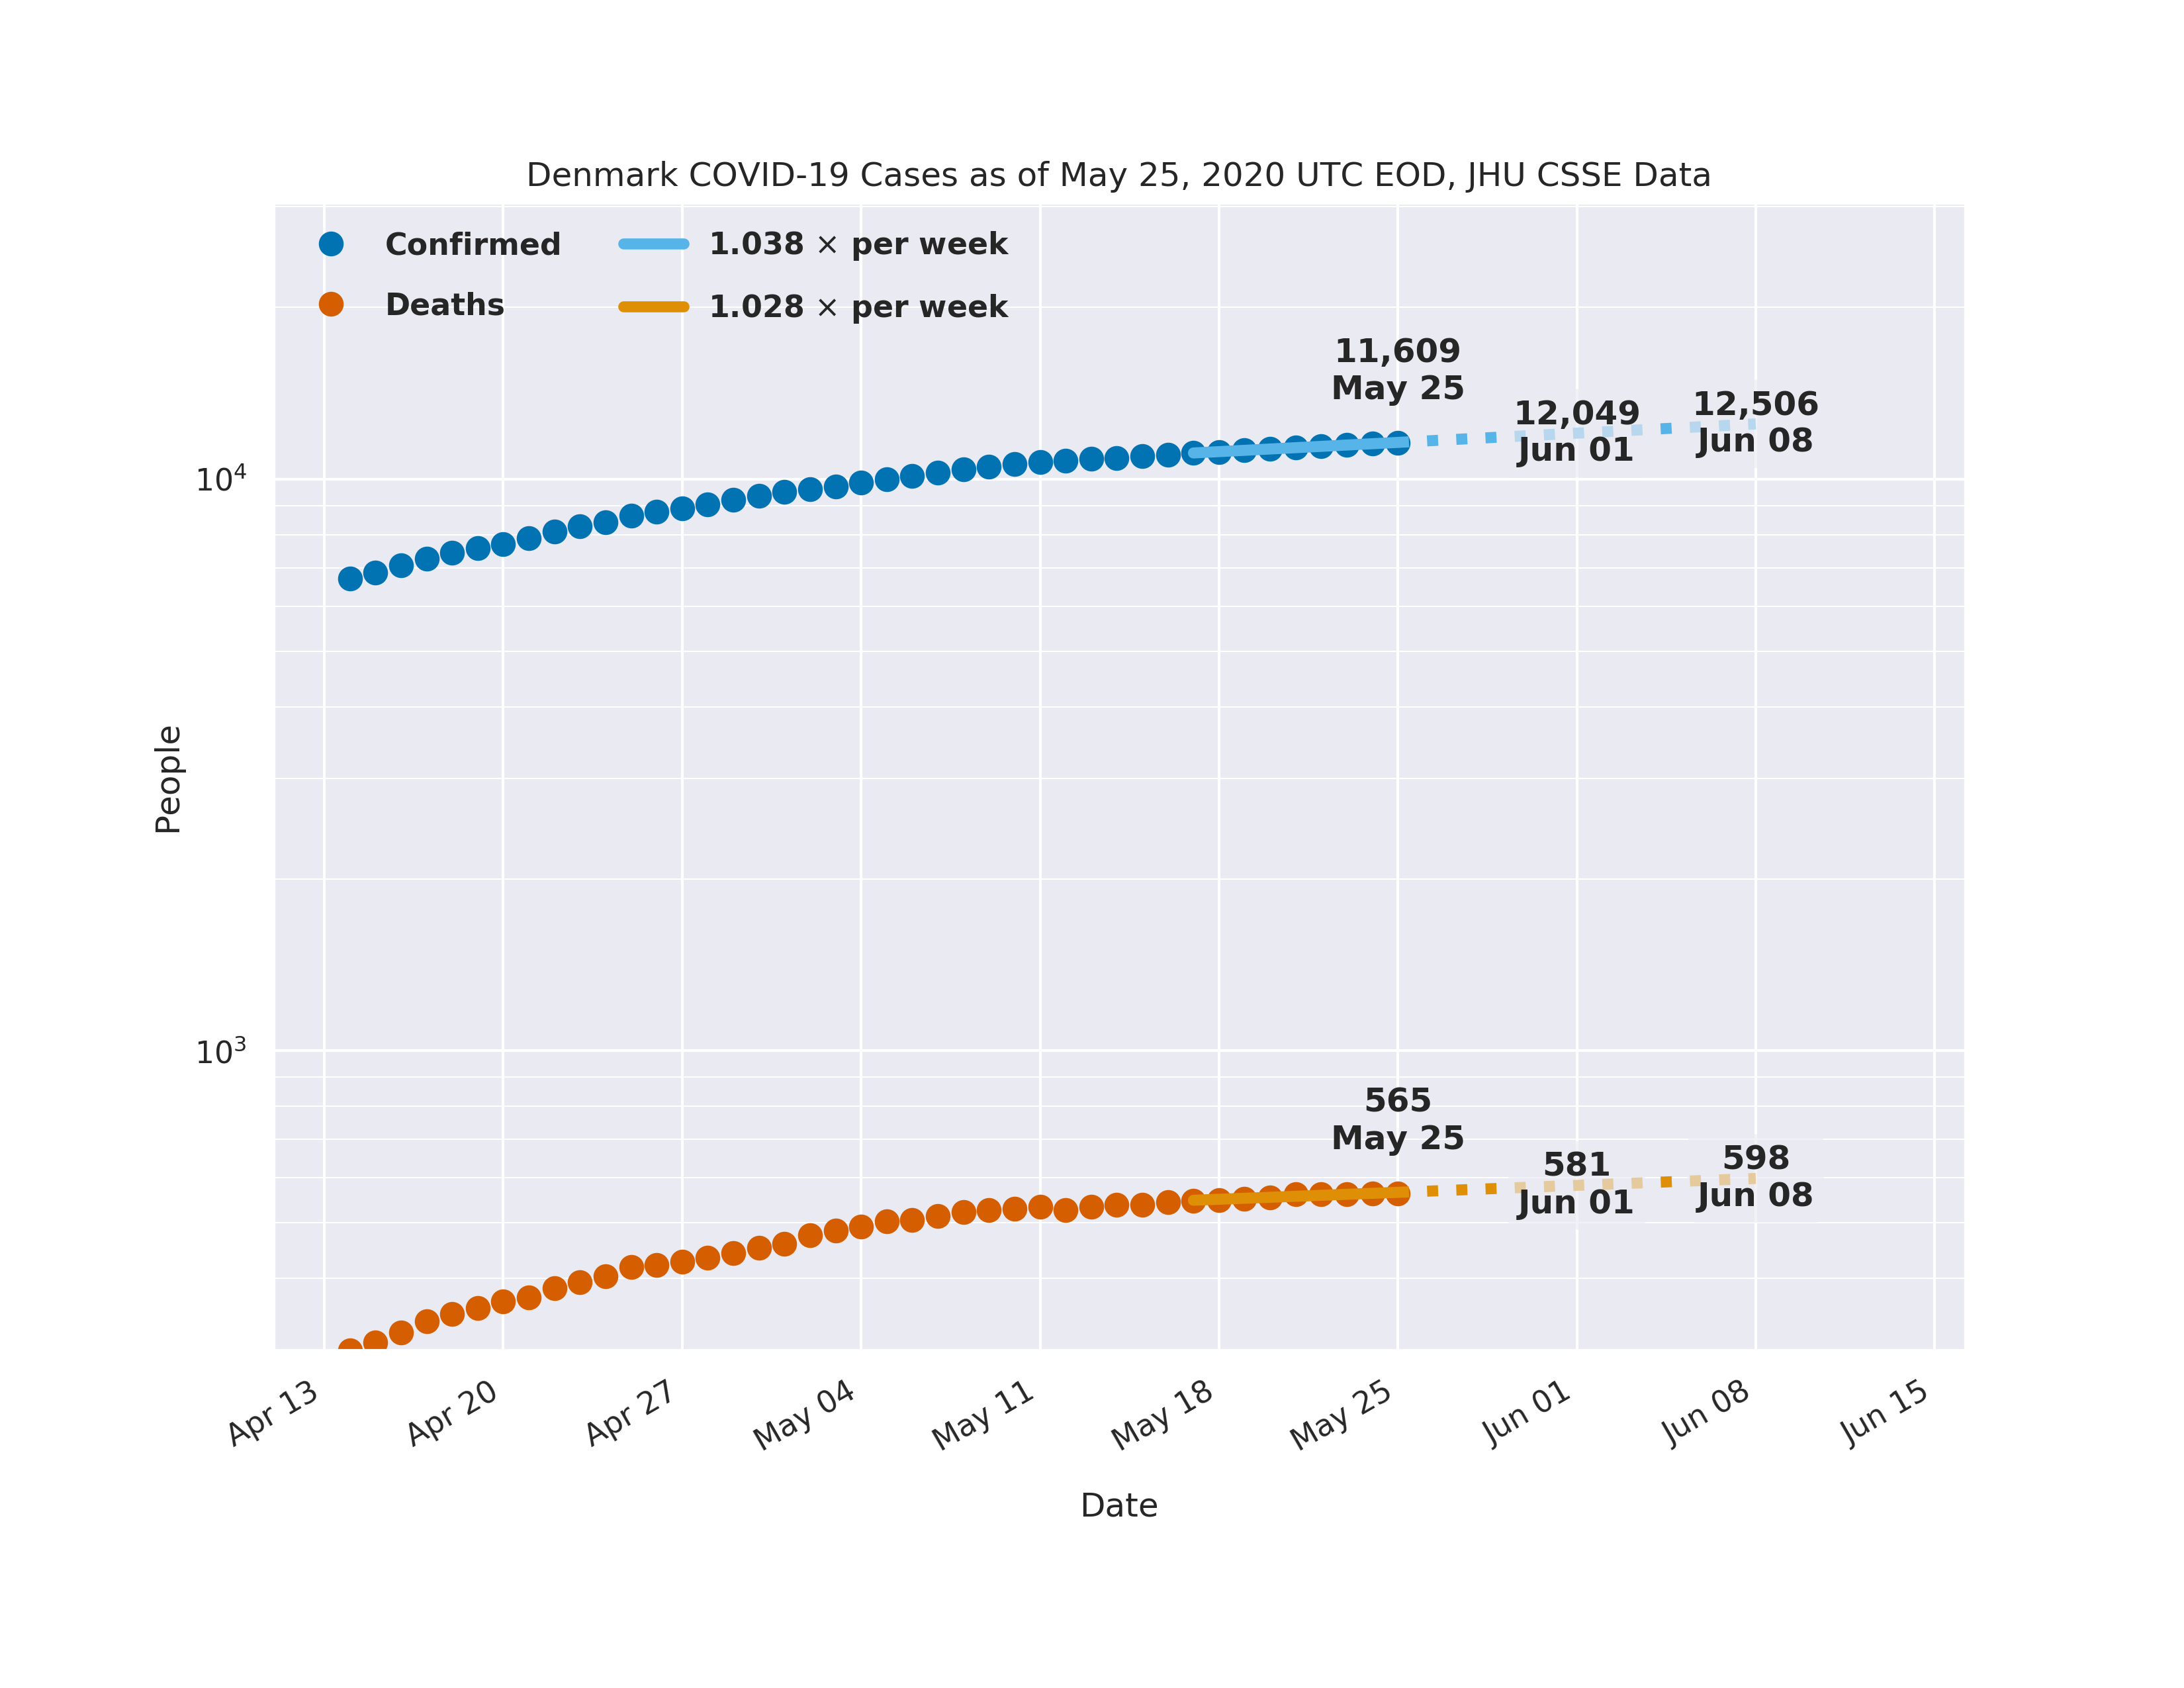 Denmark COVID-19 Cases as of May 25, 2020 UTC EOD, JHU CSSE Data
Confirmed
Deaths
1.038 × per week
1.028 × per week
11,609
May 25
12,049
Jun 01
12,506
Jun 08
10⁴
People
10³
565
May 25
581
Jun 01
598
Jun 08
Apr 13
Apr 20
Apr 27
May 04
May 11
May 18
May 25
Jun 01
Jun 08
Jun 15
Date